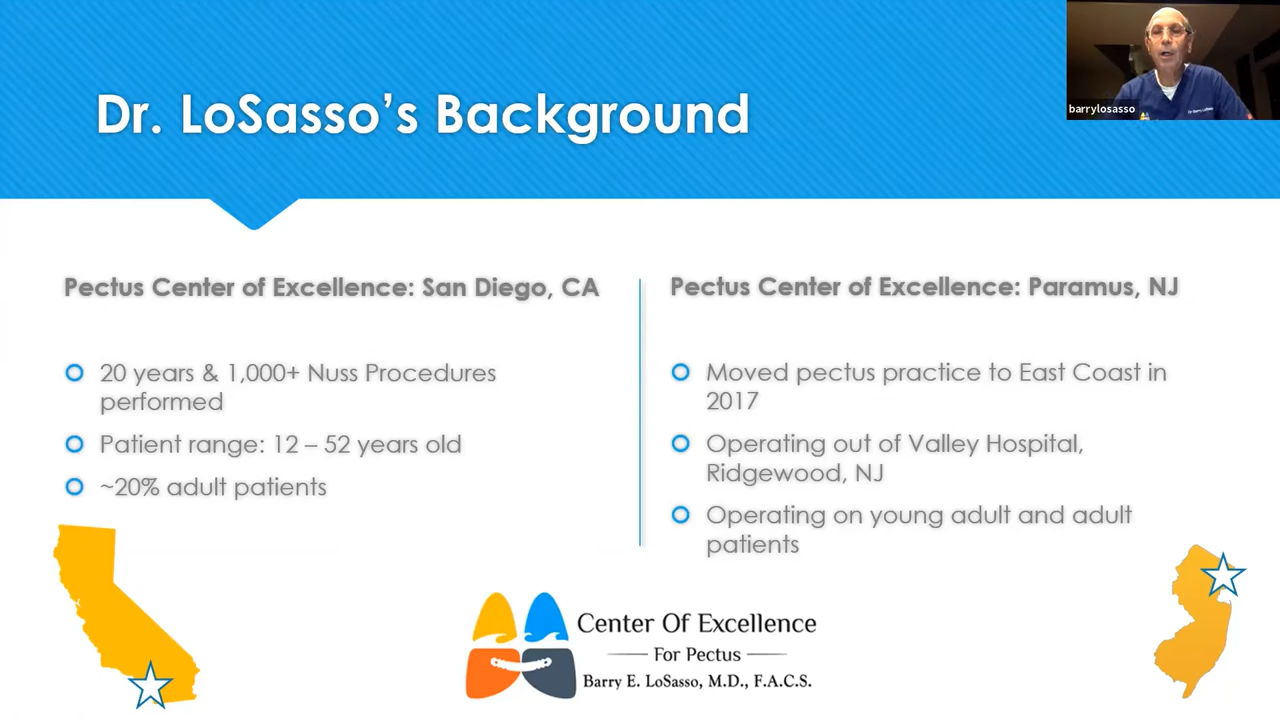 Dr. LoSasso's Background
barrylosasso
Pectus Center of Excellence: San Diego, CA
20 years & 1,000+ Nuss Procedures
performed
Patient range: 12 – 52 years old
~20% adult patients
Pectus Center of Excellence: Paramus, NJ
Moved pectus practice to East Coast in
2017
Operating out of Valley Hospital,
Ridgewood, NJ
Operating on young adult and adult
patients
Center Of Excellence
For Pectus
Barry E. LoSasso, M.D., F.A.C.S.